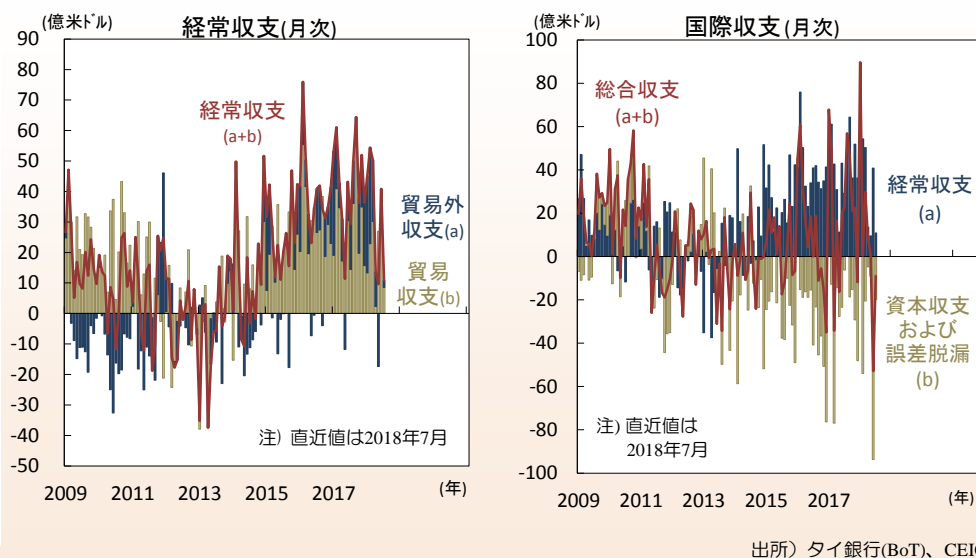 経常収支(月次)
(億米ドル)
90
80
70
60
50
40
30
20
10
0
-10
-20
-30
-40
-50
経常収支
(a+b)
貿易外
収支(a)
貿易
収支(b)
注) 直近値は2018年7月
2009 2011 2013 2015 2017
(年)
国際収支(月次)
(億米ドル)
100
80
60
40
20
0
-20
-40
-60
-80
-100
総合収支
(a+b)
経常収支
(a)
資本収支
および
誤差脱漏
(b)
注) 直近値は
2018年7月
2009 2011 2013 2015 2017
(年)
出所）タイ銀行(BoT)、CEIC